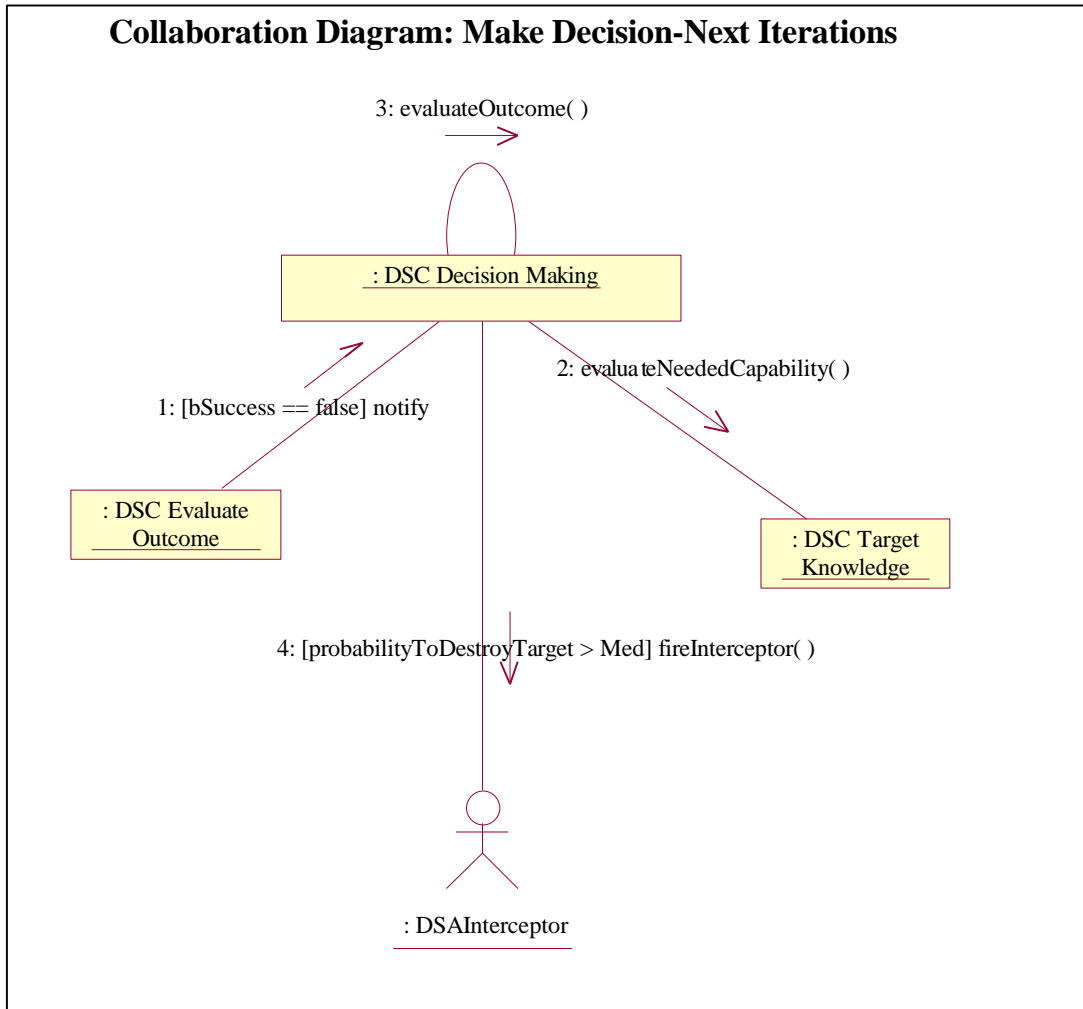 Collaboration Diagram: Make Decision-Next Iterations
3: evaluateOutcome( )
: DSC Decision Making
2: evaluateNeededCapability( )
1: [bSuccess == false] notify
: DSC Evaluate
Outcome
: DSC Target
Knowledge
4: [probabilityToDestroyTarget > Med] fireInterceptor( )
: DSAInterceptor